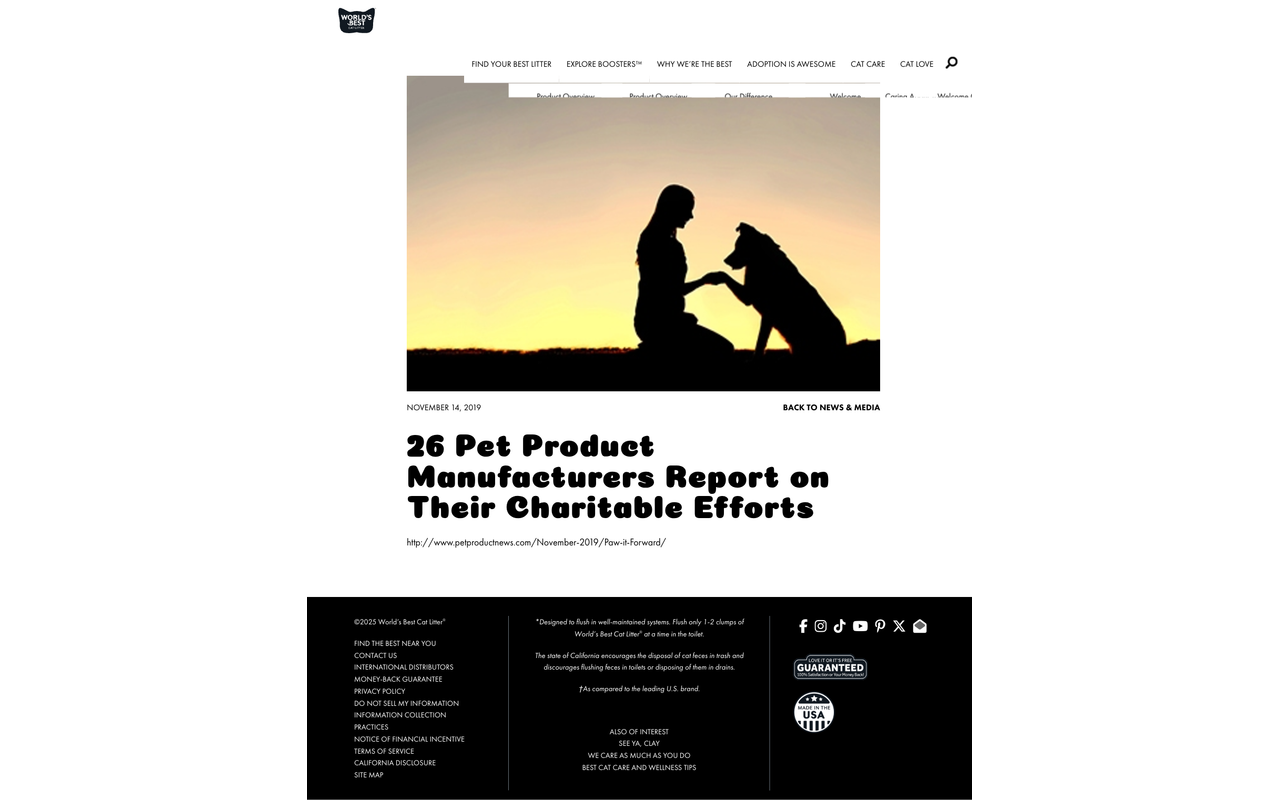 WORLD'S
BEST
CAT LITTER
FIND YOUR BEST LITTER EXPLORE BOOSTERS™ WHY WE'RE THE BEST ADOPTION IS AWESOME CAT CARE CAT LOVE
Product Overview Product Overview Our Difference Welcome Caring Welcome
NOVEMBER 14, 2019 BACK TO NEWS & MEDIA
26 Pet Product
Manufacturers Report on
Their Charitable Efforts
http://www.petproductnews.com/November-2019/Paw-it-Forward/
©2025 World's Best Cat Litter®
FIND THE BEST NEAR YOU
CONTACT US
INTERNATIONAL DISTRIBUTORS
MONEY-BACK GUARANTEE
PRIVACY POLICY
DO NOT SELL MY INFORMATION
INFORMATION COLLECTION
PRACTICES
NOTICE OF FINANCIAL INCENTIVE
TERMS OF SERVICE
CALIFORNIA DISCLOSURE
SITE MAP
*Designed to flush in well-maintained systems. Flush only 1-2 clumps of
World's Best Cat Litter® at a time in the toilet.
The state of California encourages the disposal of cat feces in trash and
discourages flushing feces in toilets or disposing of them in drains.
†As compared to the leading U.S. brand.
ALSO OF INTEREST
SEE YA, CLAY
WE CARE AS MUCH AS YOU DO
BEST CAT CARE AND WELLNESS TIPS
LOVE IT OR IT'S FREE
GUARANTEED
100% Satisfaction or Your Money Back!
MADE IN THE
USA